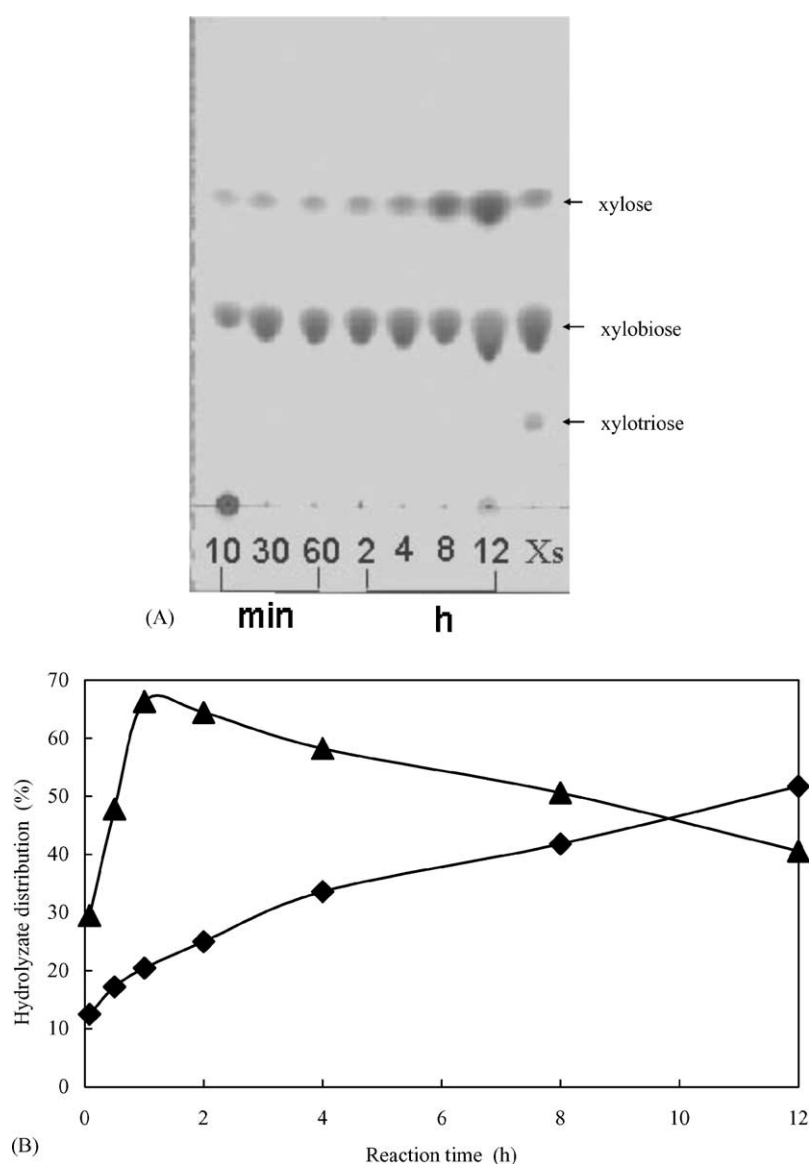 xylose
xylobiose
xylotriose
10 30 60 2 4 8 12 Xs
min h
(A)
70
60
50
40
30
20
10
0
Hydrolyzate distribution (%)
0 2 4 6 8 10 12
Reaction time (h)
(B)